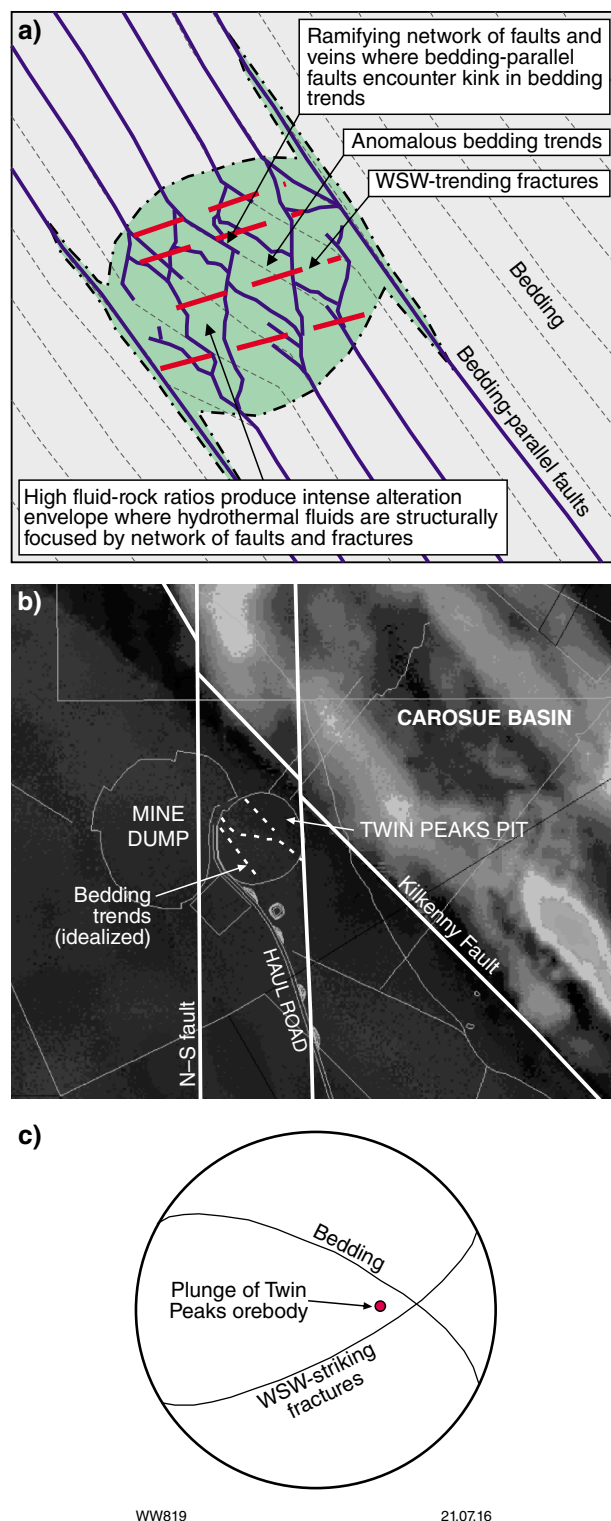 a)
Ramifying network of faults and
veins where bedding-parallel
faults encounter kink in bedding
trends
Anomalous bedding trends
WSW-trending fractures
Bedding
Bedding-parallel faults
High fluid-rock ratios produce intense alteration
envelope where hydrothermal fluids are structurally
focused by network of faults and fractures
b)
CAROSUE BASIN
MINE
DUMP
TWIN PEAKS PIT
Bedding
trends
(idealized)
Kilkenny Fault
HAUL ROAD
N–S fault
c)
Bedding
Plunge of Twin
Peaks orebody
WSW-striking
fractures
WW819
21.07.16